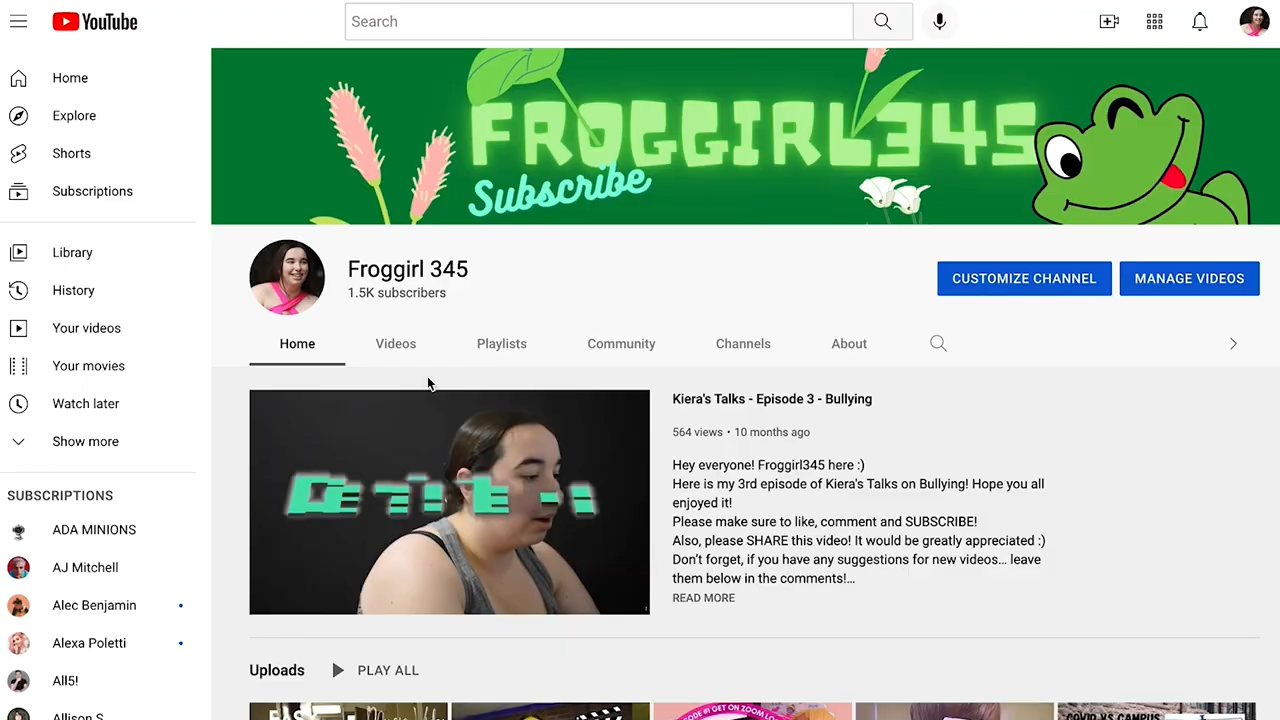 YouTube
Search
Home
Explore
Shorts
Subscriptions
Library
History
Your videos
Your movies
Watch later
Show more
SUBSCRIPTIONS
ADA MINIONS
AJ Mitchell
Alec Benjamin
Alexa Poletti
All5!
Allison S
FROGGIRL345
Subscribe
Froggirl 345
1.5K subscribers
CUSTOMIZE CHANNEL
MANAGE VIDEOS
Home
Videos
Playlists
Community
Channels
About
Kiera's Talks - Episode 3 - Bullying
564 views • 10 months ago
Hey everyone! Froggirl345 here :)
Here is my 3rd episode of Kiera's Talks on Bullying! Hope you all
enjoyed it!
Please make sure to like, comment and SUBSCRIBE!
Also, please SHARE this video! It would be greatly appreciated :)
Don't forget, if you have any suggestions for new videos... leave
them below in the comments!...
READ MORE
Uploads
PLAY ALL
COVID VS CAMPUS